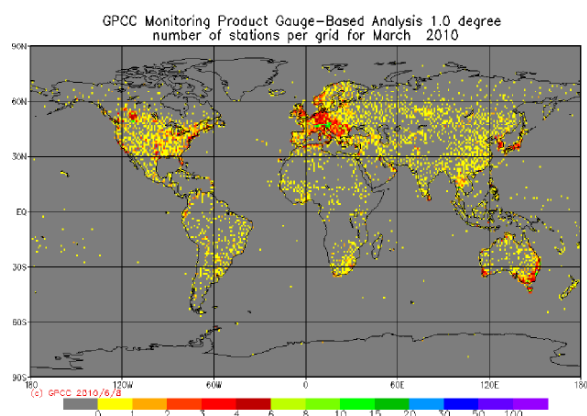 GPCC Monitoring Product Gauge-Based Analysis 1.0 degree
number of stations per grid for March 2010
90N
60N
30N
EQ
30S
60S
90S
180 120W 60W 0 60E 120E 180
(c) GPCC 2010/6/8
0 1 2 3 4 6 8 10 15 20 30 50 100